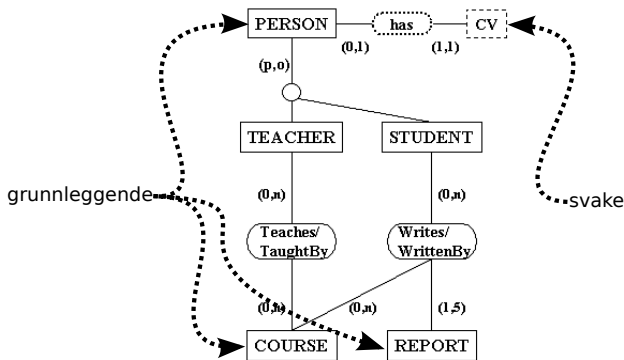 PERSON
has
CV
(0,1)
(1,1)
(p,o)
TEACHER
STUDENT
grunnleggende
svake
(0,n)
(0,n)
Teaches/
TaughtBy
Writes/
WrittenBy
(0,n)
(0,n)
(1,5)
COURSE
REPORT